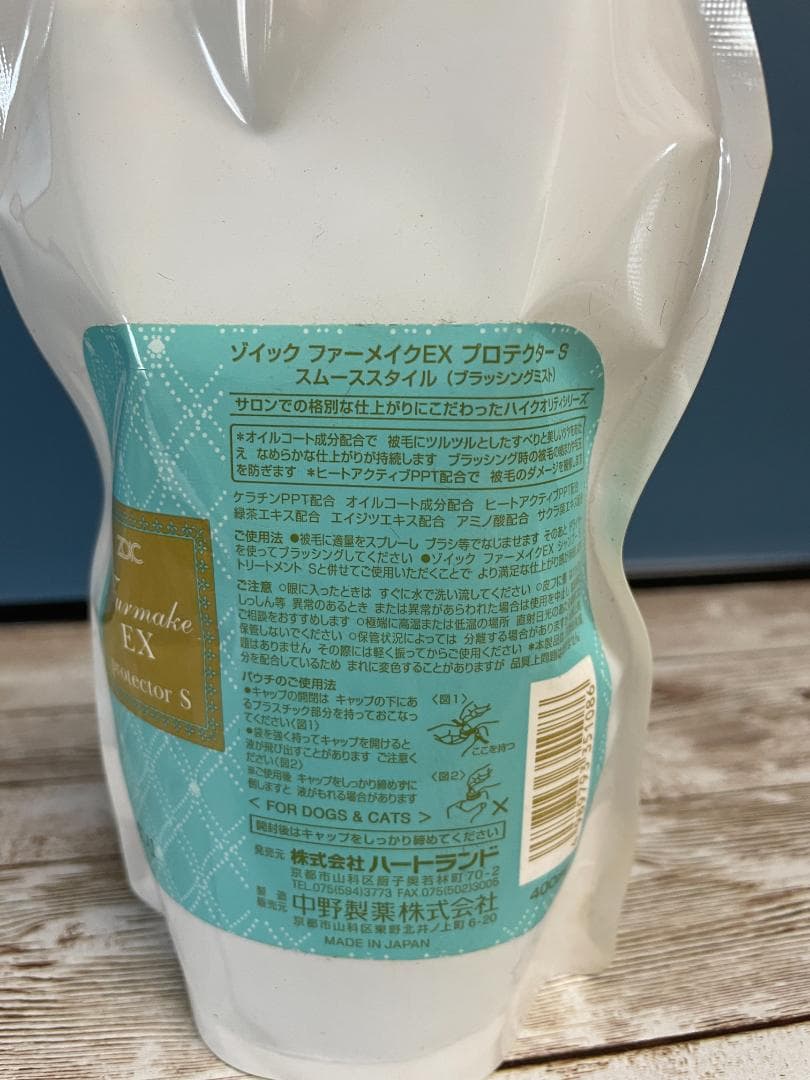 ゾイック ファーメイクEX プロテクター S
スムーススタイル（ブラッシングミスト）
サロンでの格別な仕上がりにこだわったハイクオリティシリーズ
＊オイルコート成分配合で 被毛にツルツルとしたすべりと美しいツヤを
え なめらかな仕上がりが持続します ブラッシング時の被毛の
を防ぎます ＊ヒートアクティブPPT配合で 被毛のダメージを
ケラチンPPT配合 オイルコート成分配合 ヒートアクティブPPT配合
緑茶エキス配合 エイジツエキス配合 アミノ酸配合 サクラ葉エキス
ご使用法 ●被毛に適量をスプレーし ブラシ等でなじませます そのあと
を使ってブラッシングしてください ●ゾイック ファーメイクEX
トリートメント Sと併せてご使用いただくことで より満足な仕上がり
ご注意 ○眼に入ったときは すぐに水で洗い流してください ○皮フに
しっしん等 異常のあるとき または異常があらわれた場合は使用を中止し
ご相談をおすすめします ○極端に高温または低温の場所 直射日光のあ
保管しないでください ○保管状況によっては 分離する場合がありますが
題はありません その際には軽く振ってからご使用ください ＊本製品
分を配合しているため まれに変色することがありますが 品質上問題
パウチのご使用法
●キャップの開閉は キャップの下にあ
るプラスチック部分を持っておこなっ
てください〈図1〉
●袋を強く持ってキャップを開けると
液が飛び出すことがあります ご注意く
ださい〈図2〉
※ご使用後 キャップをしっかり締めずに
倒しますと 液がもれる場合があります
〈図1〉
ここを持つ
〈図2〉
< FOR DOGS & CATS >
開封後はキャップをしっかり締めてください
発売元 株式会社 ハートランド
京都市山科区厨子奥若林町70-2
TEL.075(594)3773 FAX.075(502)3005
製造
販売元 中野製薬株式会社
京都市山科区東野北井ノ上町6-20
MADE IN JAPAN
ZOIC
Furmake
EX
Protector S